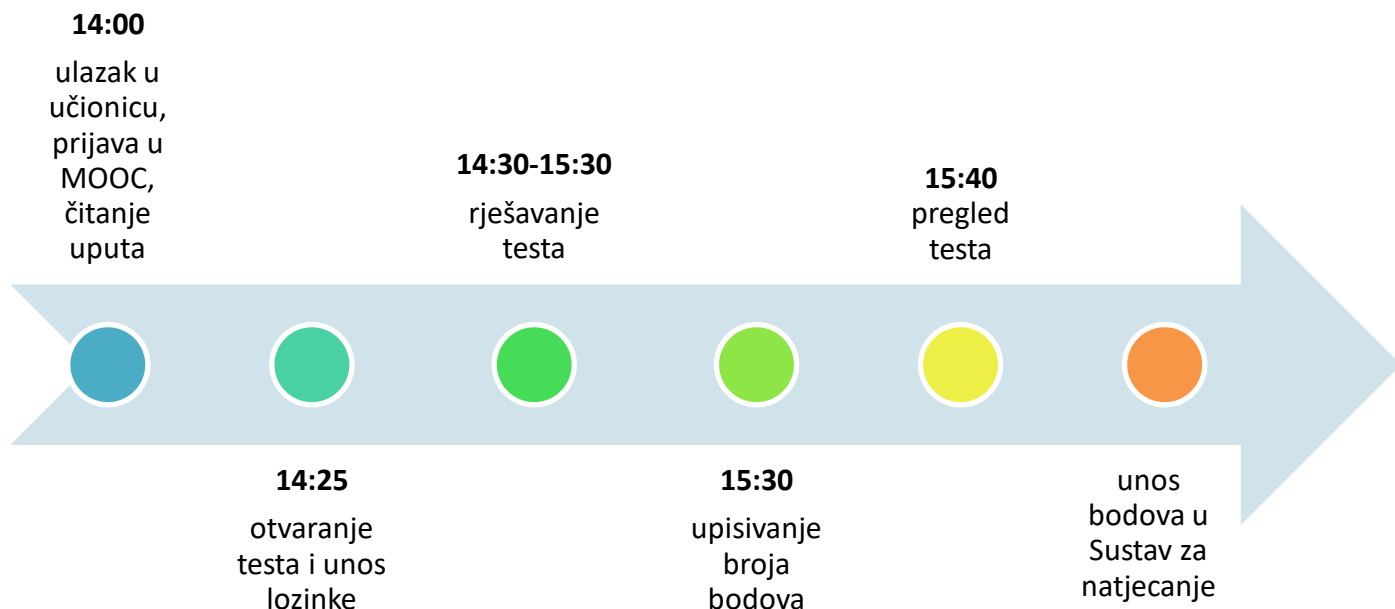 14:00
ulazak u
učionicu,
prijava u
MOOC,
čitanje
uputa
14:25
otvaranje
testa i unos
lozinke
14:30-15:30
rješavanje
testa
15:30
upisivanje
broja
bodova
15:40
pregled
testa
unos
bodova u
Sustav za
natjecanje